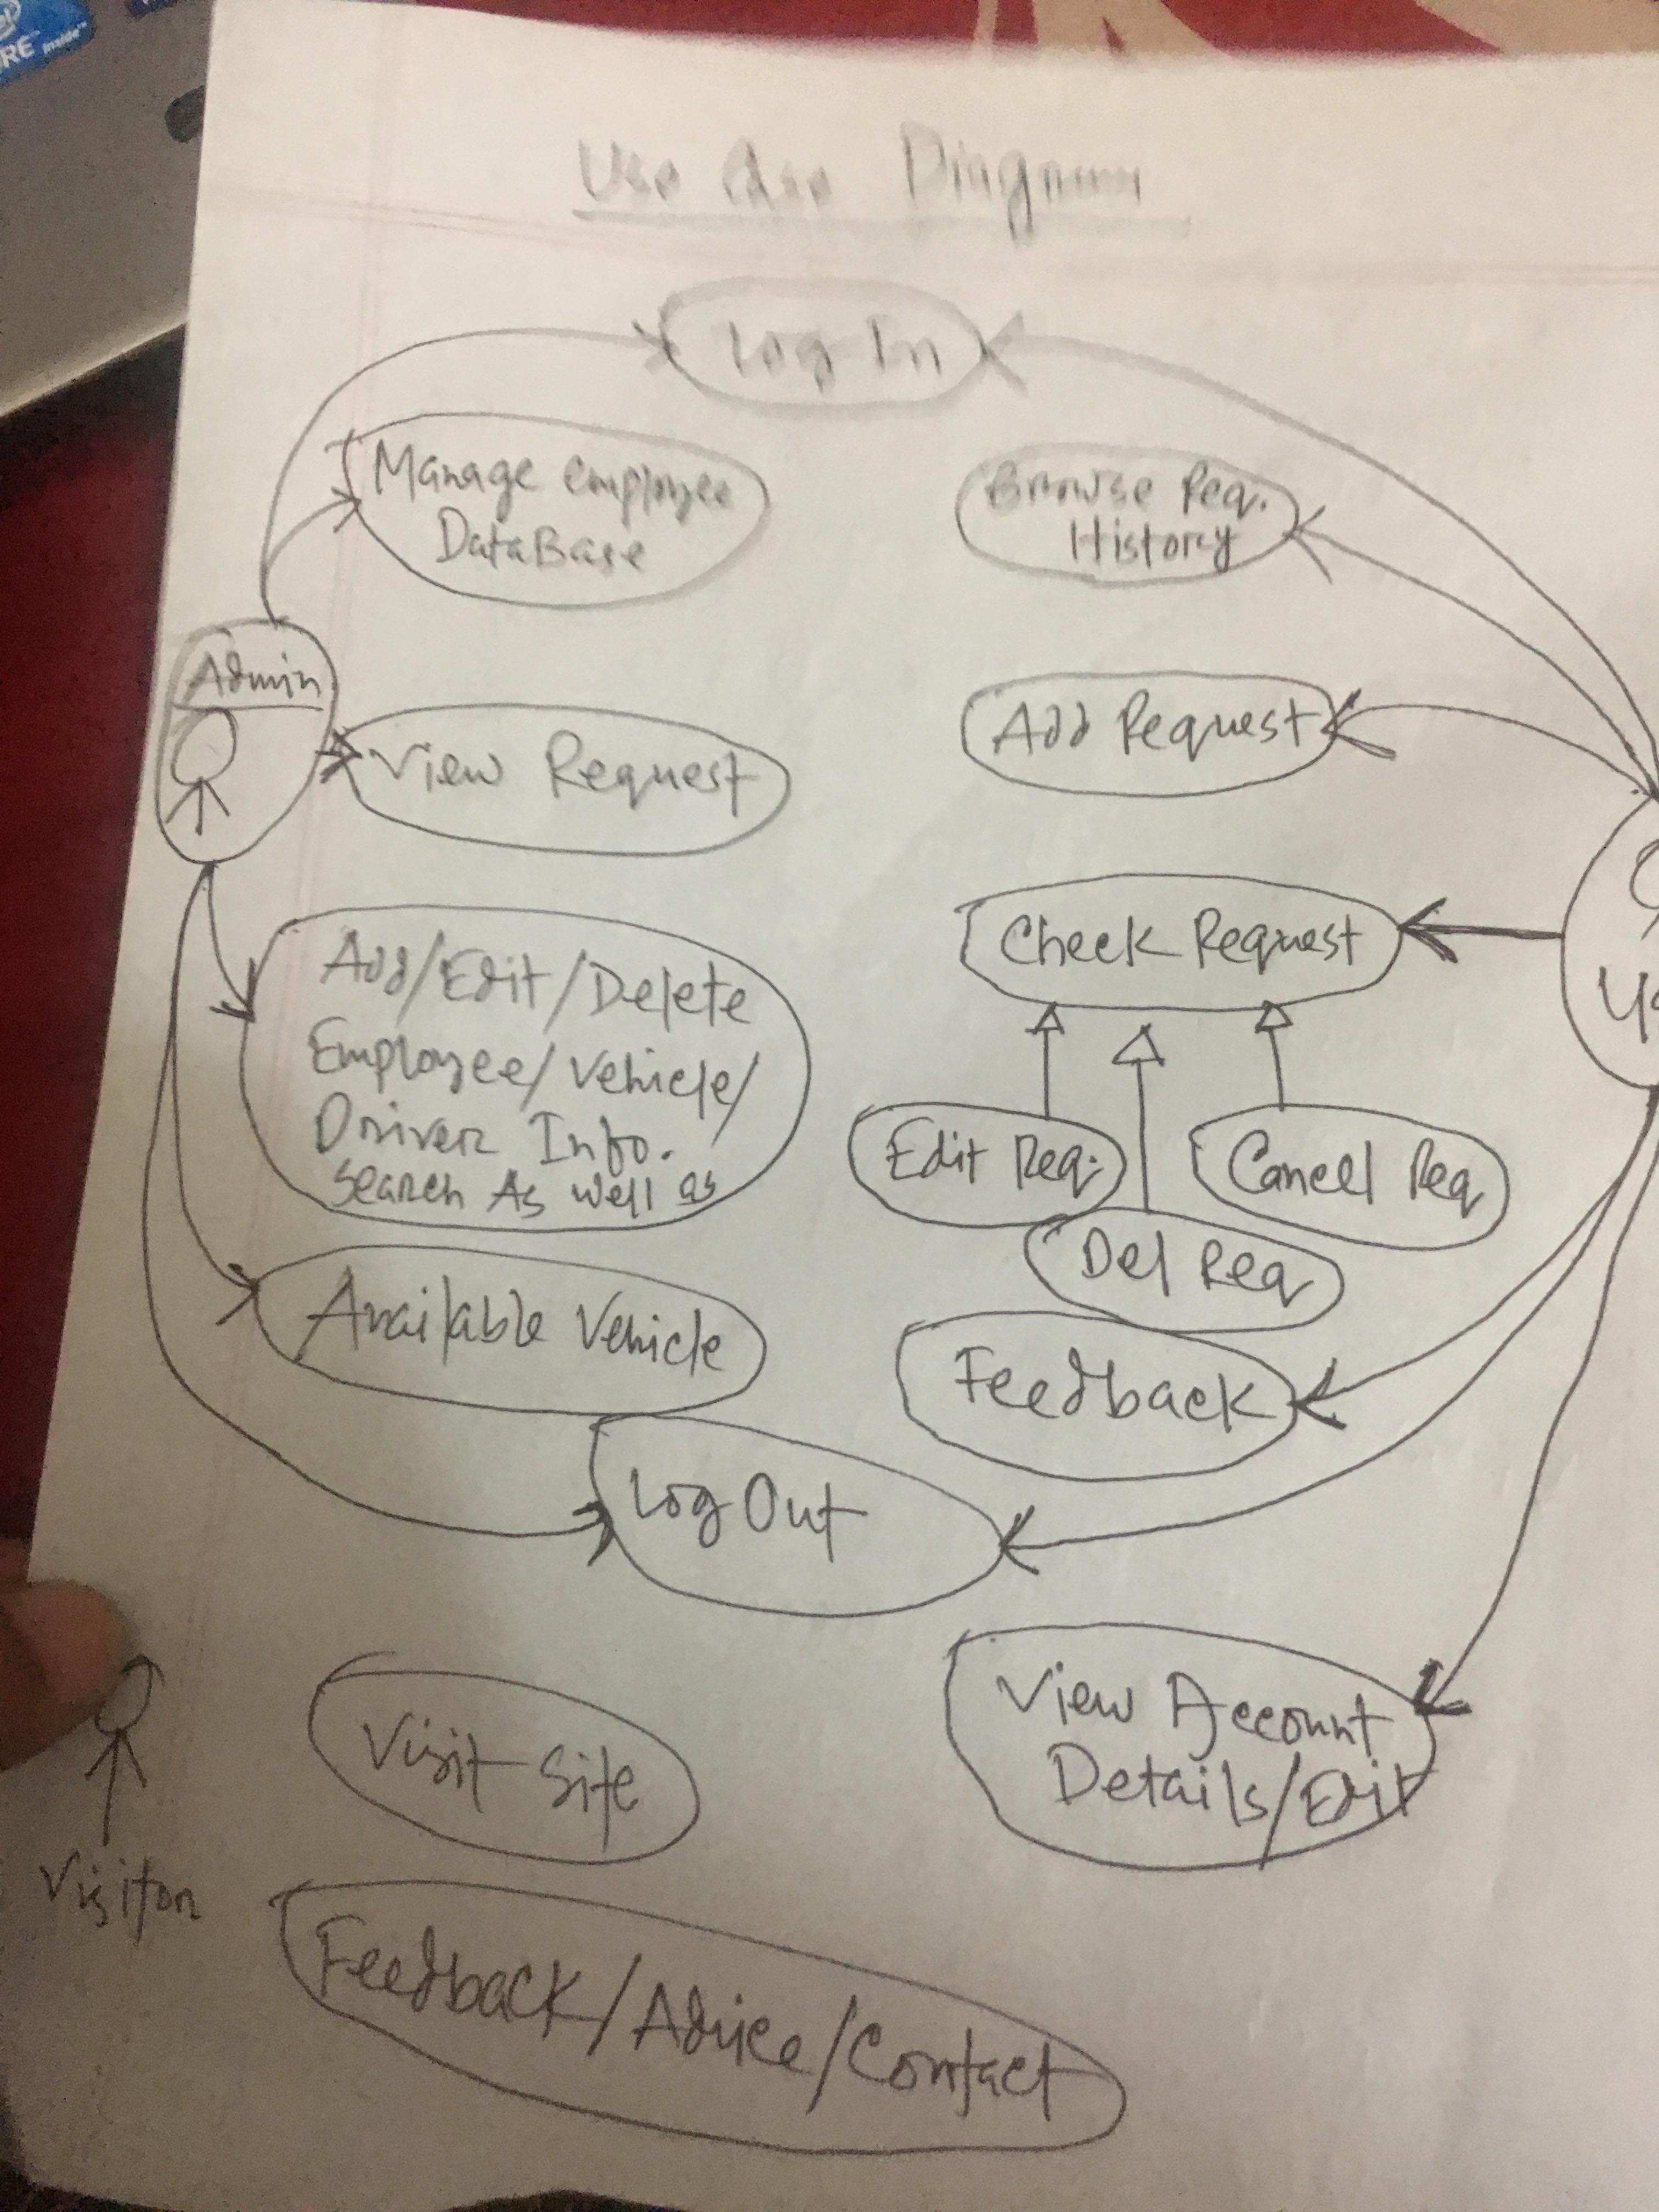 Use Case Diagram
Log In
Manage employee
DataBase
Browse Req.
History
Admin
View Request
Add Request
Check Request
Add/Edit/Delete
Employee/Vehicle/
Driver Info.
Search As well as
Edit Req.
Cancel Req
Del Req
Available Vehicle
Feedback
Log Out
View Account
Details/Edit
Visit Site
Visitor
Feedback/Advice/Contact
inside